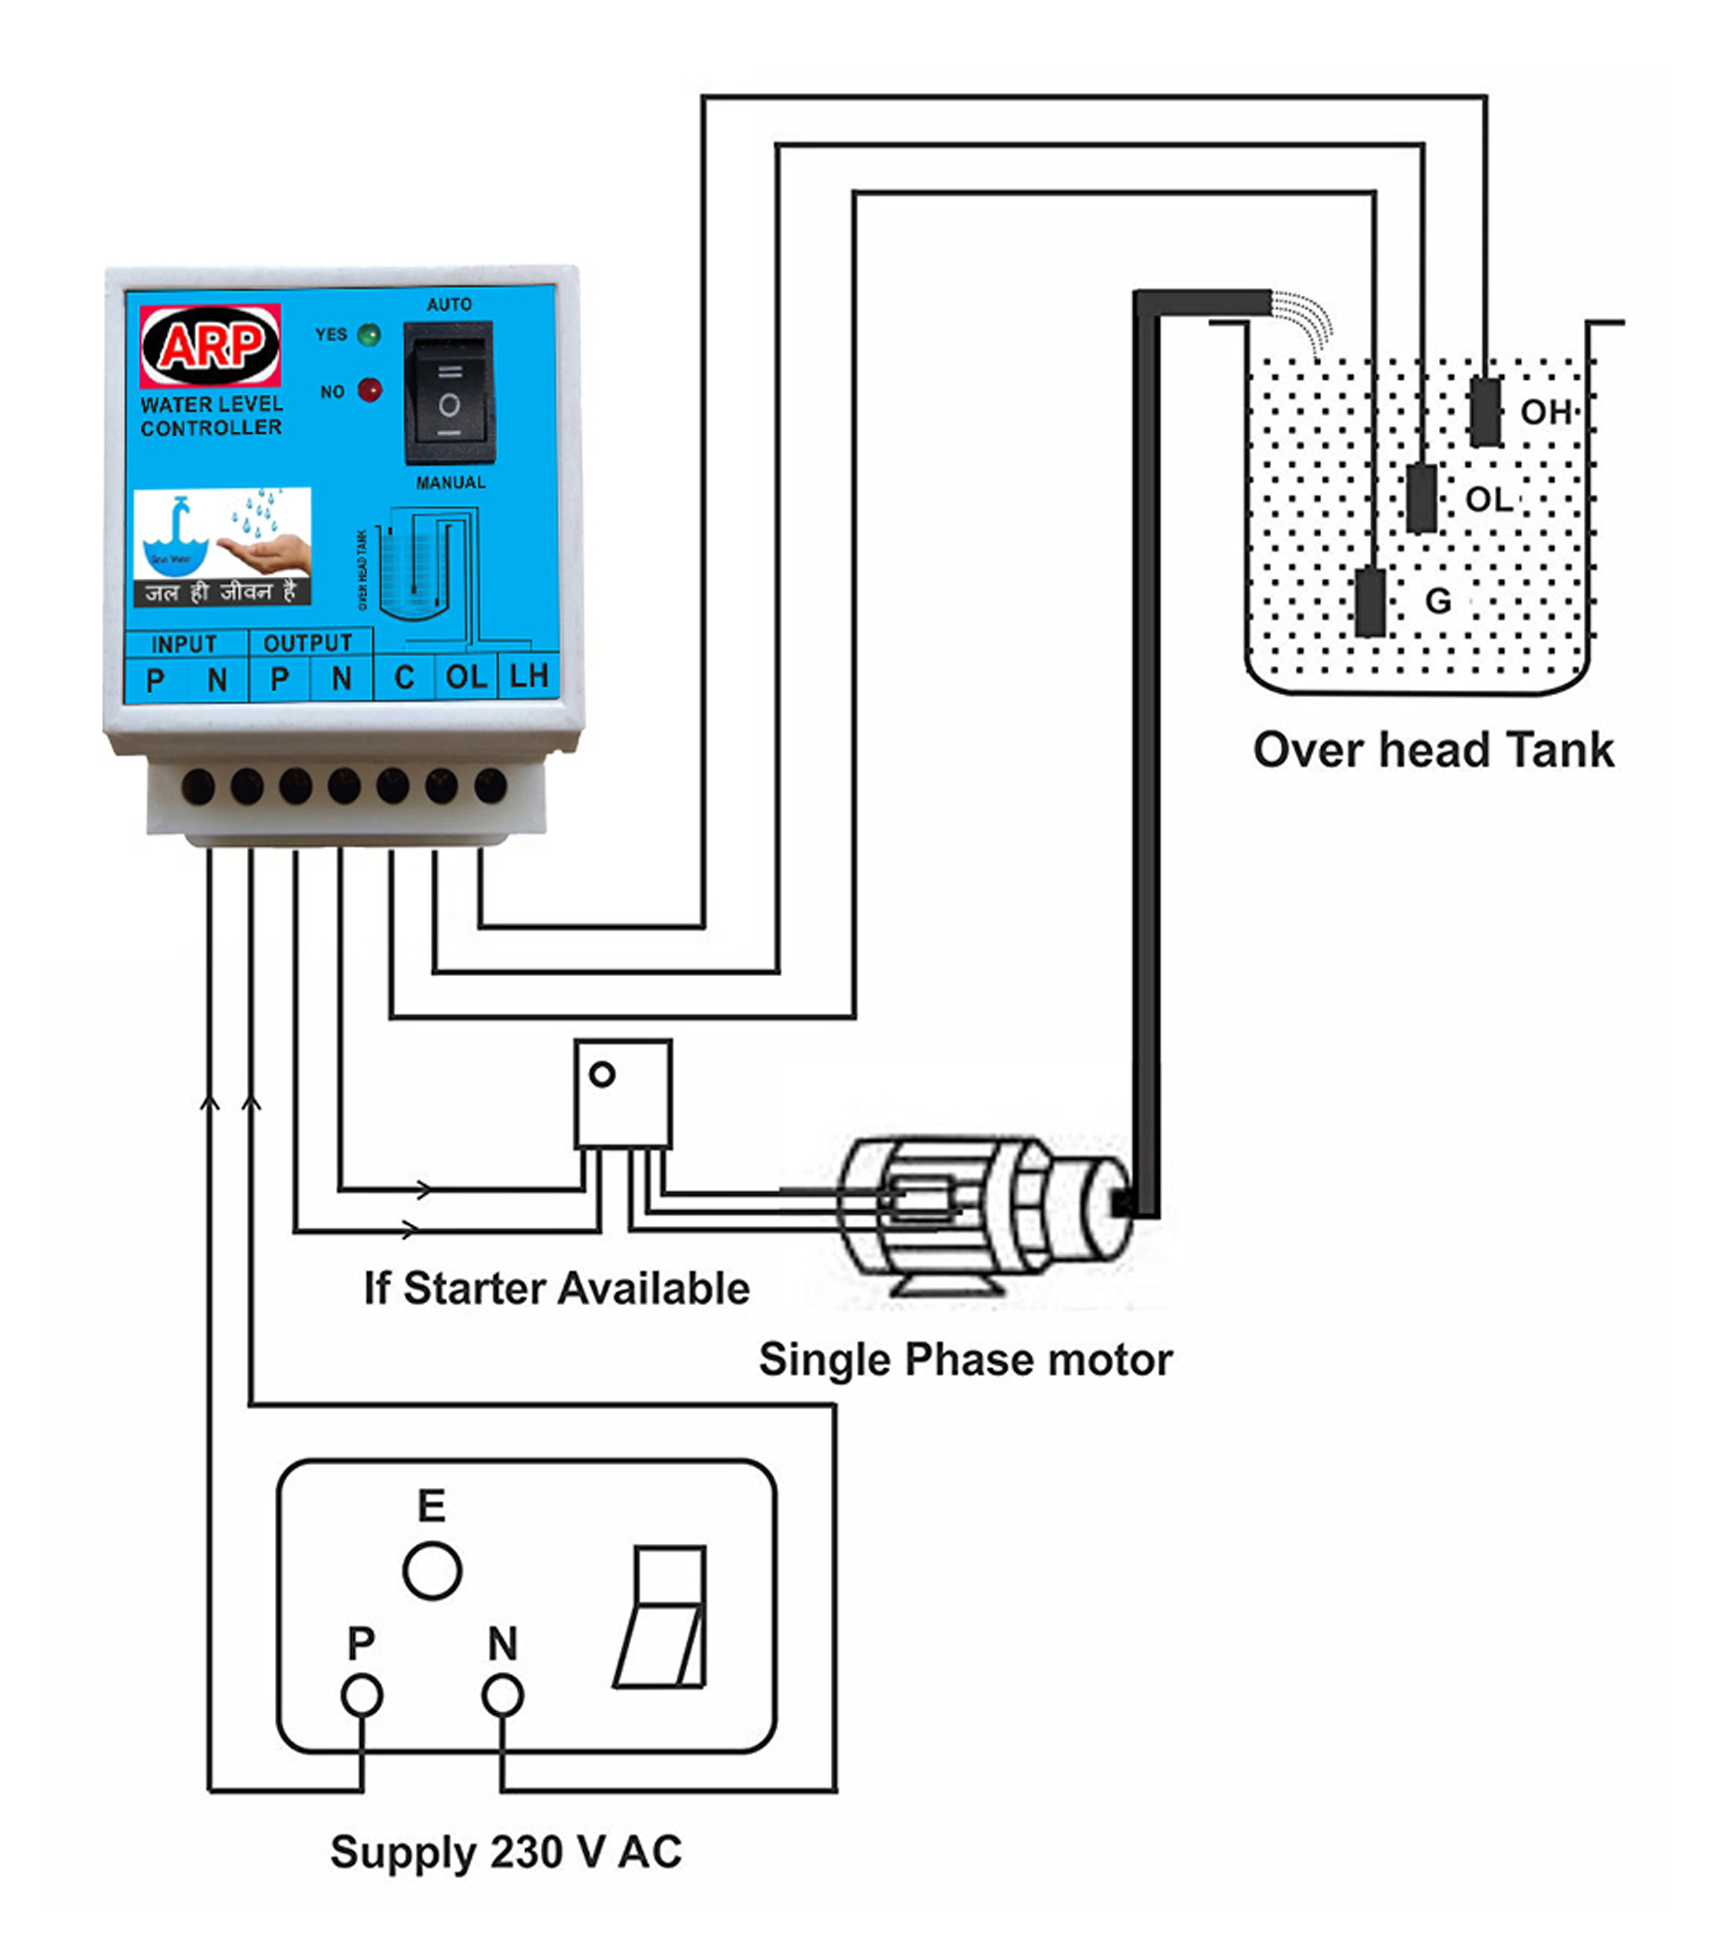 AUTO
YES
NO
ARP
WATER LEVEL
CONTROLLER
MANUAL
OVER HEAD TANK
Save Water
जल ही जीवन है
INPUT OUTPUT
P N P N C OL LH
OH
OL
G
Over head Tank
If Starter Available
Single Phase motor
E
P N
Supply 230 V AC